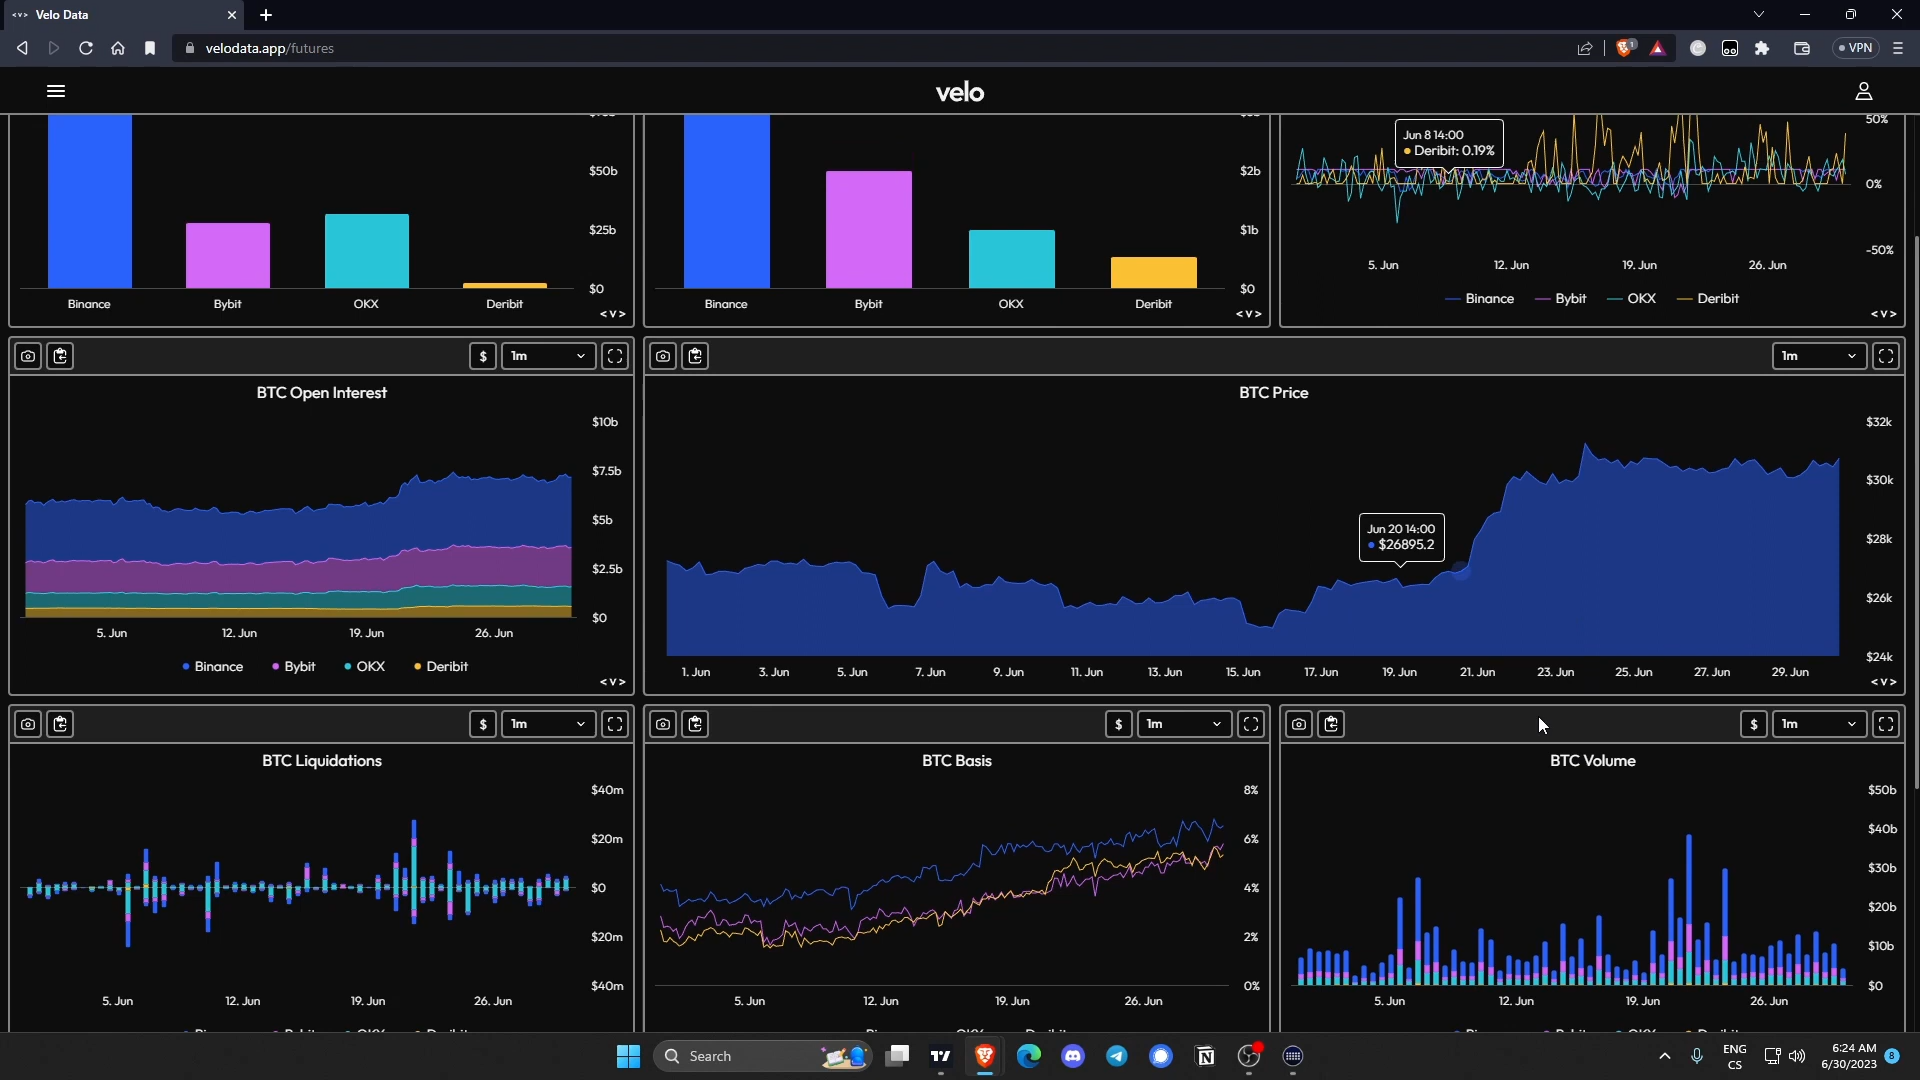 Velo Data
velodata.app/futures
VPN
velo
$50b
$25b
$0
Binance Bybit OKX Deribit
<v>
$2b
$1b
$0
Binance Bybit OKX Deribit
<v>
50%
0%
-50%
Jun 8 14:00
Deribit: 0.19%
5. Jun 12. Jun 19. Jun 26. Jun
Binance Bybit OKX Deribit
<v>
$ 1m
BTC Open Interest
$10b
$7.5b
$5b
$2.5b
$0
5. Jun 12. Jun 19. Jun 26. Jun
Binance Bybit OKX Deribit
<v>
1m
BTC Price
$32k
$30k
$28k
$26k
$24k
Jun 20 14:00
$26895.2
1. Jun 3. Jun 5. Jun 7. Jun 9. Jun 11. Jun 13. Jun 15. Jun 17. Jun 19. Jun 21. Jun 23. Jun 25. Jun 27. Jun 29. Jun
<v>
$ 1m
BTC Liquidations
$40m
$20m
$0
$20m
$40m
5. Jun 12. Jun 19. Jun 26. Jun
$ 1m
BTC Basis
8%
6%
4%
2%
0%
5. Jun 12. Jun 19. Jun 26. Jun
$ 1m
BTC Volume
$50b
$40b
$30b
$20b
$10b
$0
5. Jun 12. Jun 19. Jun 26. Jun
Search
ENG
CS
6:24 AM
6/30/2023
8